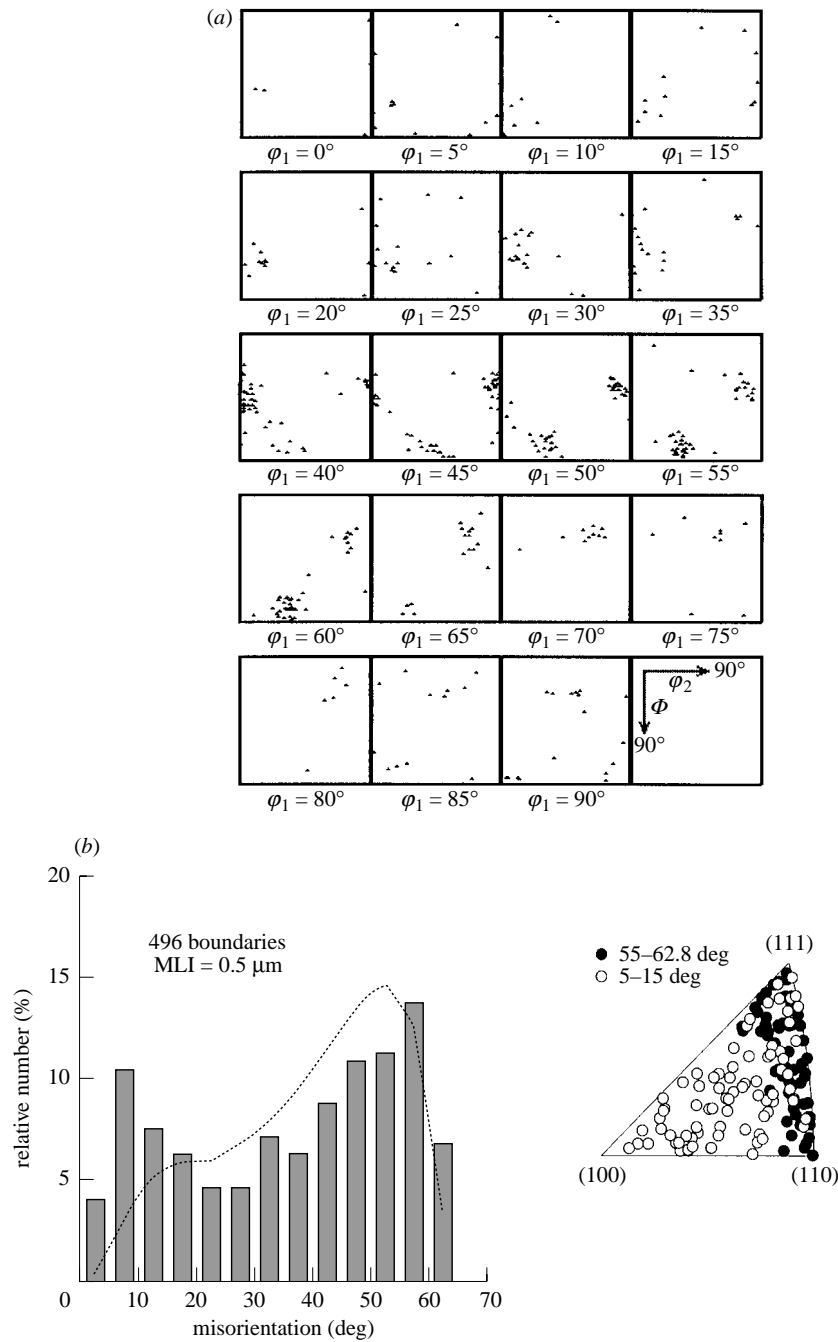 (a)
φ1 = 0° φ1 = 5° φ1 = 10° φ1 = 15°
φ1 = 20° φ1 = 25° φ1 = 30° φ1 = 35°
φ1 = 40° φ1 = 45° φ1 = 50° φ1 = 55°
φ1 = 60° φ1 = 65° φ1 = 70° φ1 = 75°
90°
φ2
Φ
90°
φ1 = 80° φ1 = 85° φ1 = 90°
(b)
20
15
10
5
0 10 20 30 40 50 60 70
relative number (%)
misorientation (deg)
496 boundaries
MLI = 0.5 μm
55–62.8 deg
5–15 deg
(111)
(100)
(110)